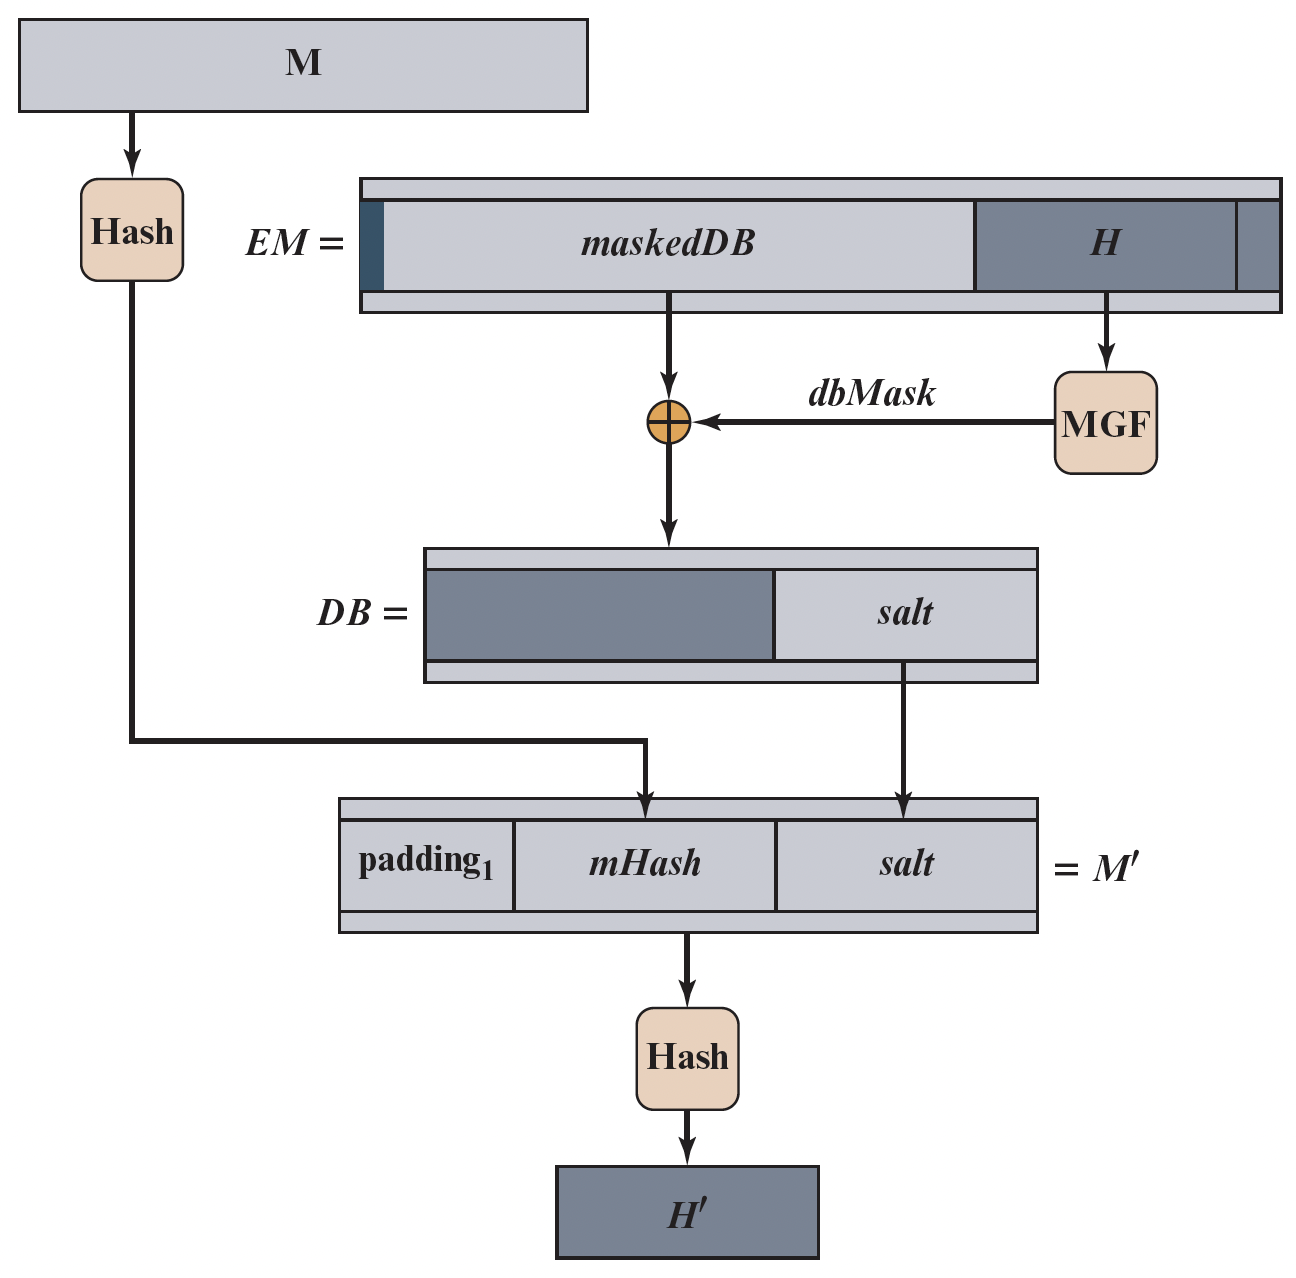 M
Hash
EM = maskedDB H
dbMask
MGF
DB = salt
padding₁ mHash salt = M′
Hash
H′